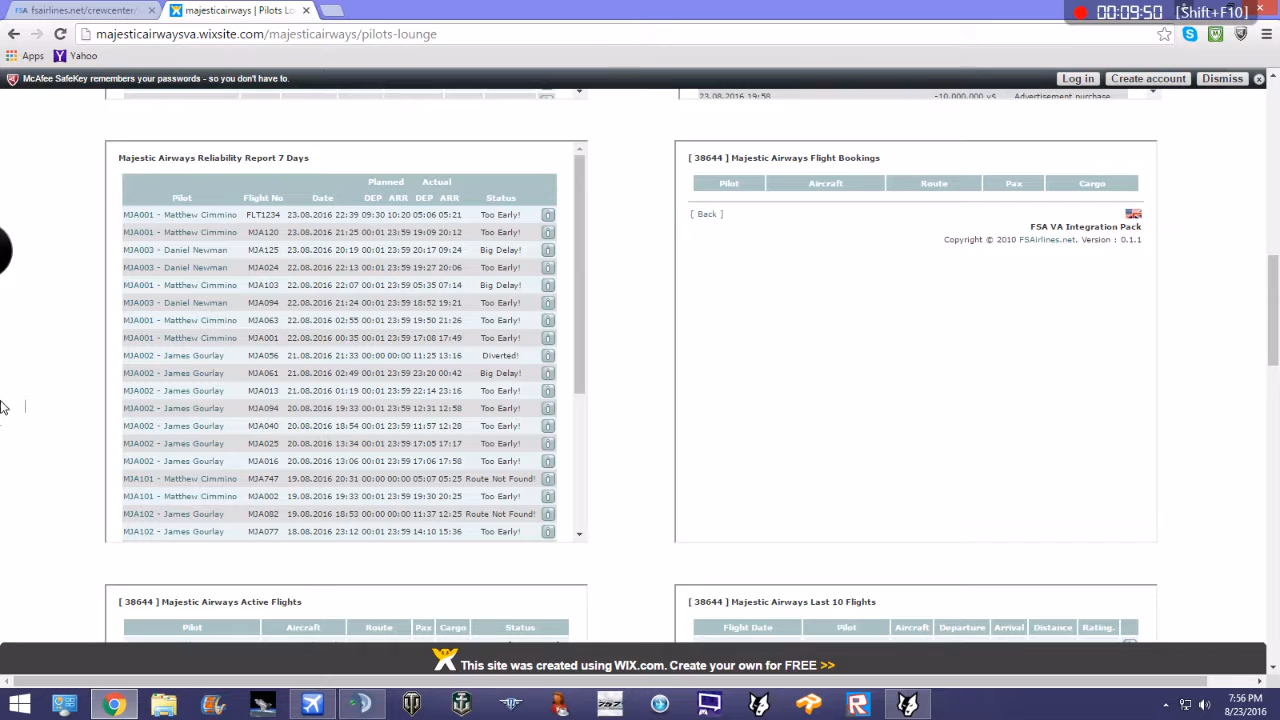 FSA fsairlines.net/crewcenter/
majesticairways | Pilots Lo
00:09:50 [Shift+F10]
majesticairwaysva.wixsite.com/majesticairways/pilots-lounge
Apps Yahoo
McAfee SafeKey remembers your passwords - so you don't have to. Log in Create account Dismiss
23.08.2016 19:58 -10.000.000 v$ Advertisement purchase
Majestic Airways Reliability Report 7 Days
Planned Actual
Pilot Flight No Date DEP ARR DEP ARR Status
MJA001 - Matthew Cimmino FLT1234 23.08.2016 22:39 09:30 10:20 05:06 05:21 Too Early!
MJA001 - Matthew Cimmino MJA120 23.08.2016 21:25 00:01 23:59 19:09 20:12 Too Early!
MJA003 - Daniel Newman MJA125 23.08.2016 20:19 00:01 23:59 20:17 09:24 Big Delay!
MJA003 - Daniel Newman MJA024 22.08.2016 22:13 00:01 23:59 19:27 20:06 Too Early!
MJA001 - Matthew Cimmino MJA103 22.08.2016 22:07 00:01 23:59 05:35 07:14 Big Delay!
MJA003 - Daniel Newman MJA094 22.08.2016 21:24 00:01 23:59 18:52 19:21 Too Early!
MJA001 - Matthew Cimmino MJA063 22.08.2016 02:55 00:01 23:59 19:50 21:26 Too Early!
MJA001 - Matthew Cimmino MJA001 22.08.2016 00:35 00:01 23:59 17:08 17:49 Too Early!
MJA002 - James Gourlay MJA056 21.08.2016 21:33 00:00 00:00 11:25 13:16 Diverted!
MJA002 - James Gourlay MJA061 21.08.2016 02:49 00:01 23:59 23:20 00:42 Big Delay!
MJA002 - James Gourlay MJA013 21.08.2016 01:19 00:01 23:59 22:14 23:16 Too Early!
MJA002 - James Gourlay MJA094 20.08.2016 19:33 00:01 23:59 12:31 12:58 Too Early!
MJA002 - James Gourlay MJA040 20.08.2016 18:54 00:01 23:59 11:57 12:28 Too Early!
MJA002 - James Gourlay MJA025 20.08.2016 13:34 00:01 23:59 17:05 17:17 Too Early!
MJA002 - James Gourlay MJA016 20.08.2016 13:06 00:01 23:59 17:06 17:58 Too Early!
MJA101 - Matthew Cimmino MJA747 19.08.2016 20:31 00:00 00:00 05:07 05:25 Route Not Found!
MJA101 - Matthew Cimmino MJA002 19.08.2016 19:33 00:01 23:59 19:30 20:25 Too Early!
MJA102 - James Gourlay MJA082 19.08.2016 18:53 00:00 00:00 11:37 12:25 Route Not Found!
MJA102 - James Gourlay MJA077 18.08.2016 23:12 00:01 23:59 14:10 15:36 Too Early!
[ 38644 ] Majestic Airways Flight Bookings
Pilot Aircraft Route Pax Cargo
[ Back ]
FSA VA Integration Pack
Copyright © 2010 FSAirlines.net. Version : 0.1.1
[ 38644 ] Majestic Airways Active Flights
Pilot Aircraft Route Pax Cargo Status
[ 38644 ] Majestic Airways Last 10 Flights
Flight Date Pilot Aircraft Departure Arrival Distance Rating.
This site was created using WIX.com. Create your own for FREE >>
757
7:56 PM
8/23/2016